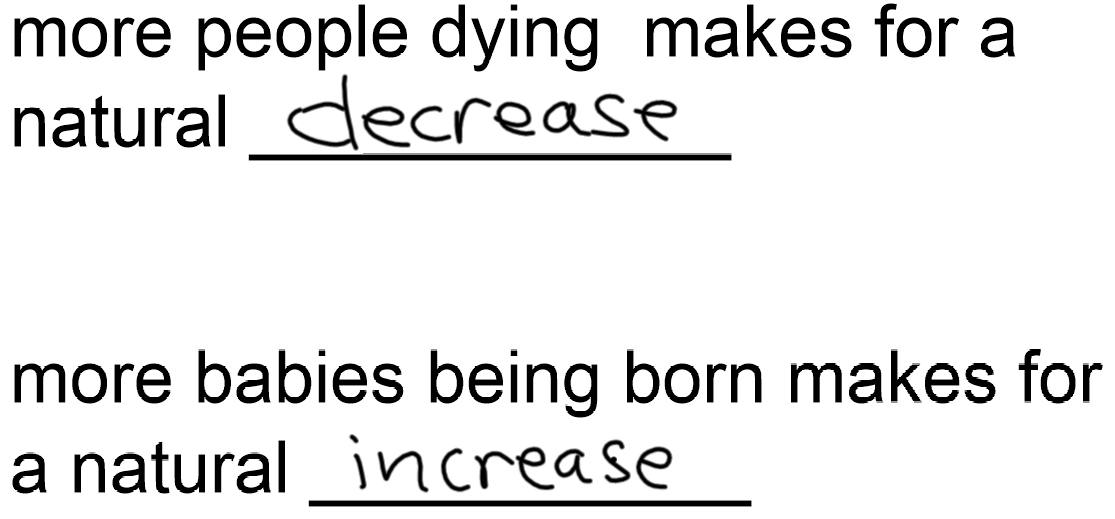 more people dying makes for a
natural decrease
more babies being born makes for
a natural increase